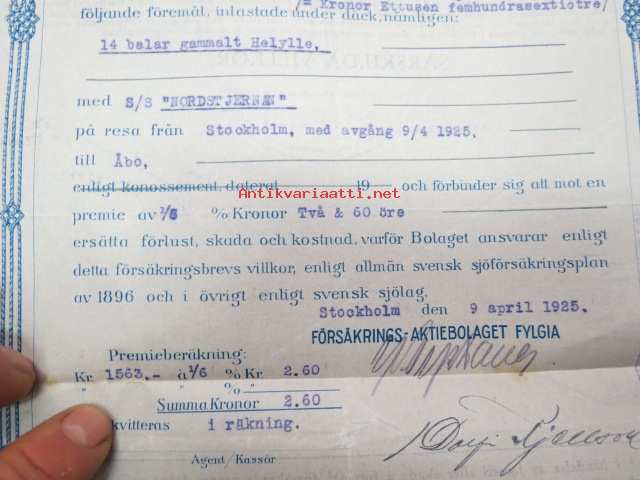 /= Kronor Ettusen femhundrasextiotre/
följande föremål, inlastade under däck, nämligen:
14 balar gammalt Helylle,
med S/S "NORDSTJERNAN"
på resa från Stockholm, med avgång 9/4 1925,
till Åbo,
enligt konossement, daterat 19 och förbinder sig att mot en
Antikvariaatti.net
premie av 1/6 % Kronor Två & 60 öre
ersätta förlust, skada och kostnad, varför Bolaget ansvarar enligt
detta försäkringsbrevs villkor, enligt allmän svensk sjöförsäkringsplan
av 1896 och i övrigt enligt svensk sjölag.
Stockholm den 9 april 1925.
FÖRSÄKRINGS-AKTIEBOLAGET FYLGIA
Premieberäkning:
Kr. 1563.- à 1/6 % Kr. 2.60
" " %
Summa Kronor 2.60
kvitteras i räkning.
Agent/Kassör